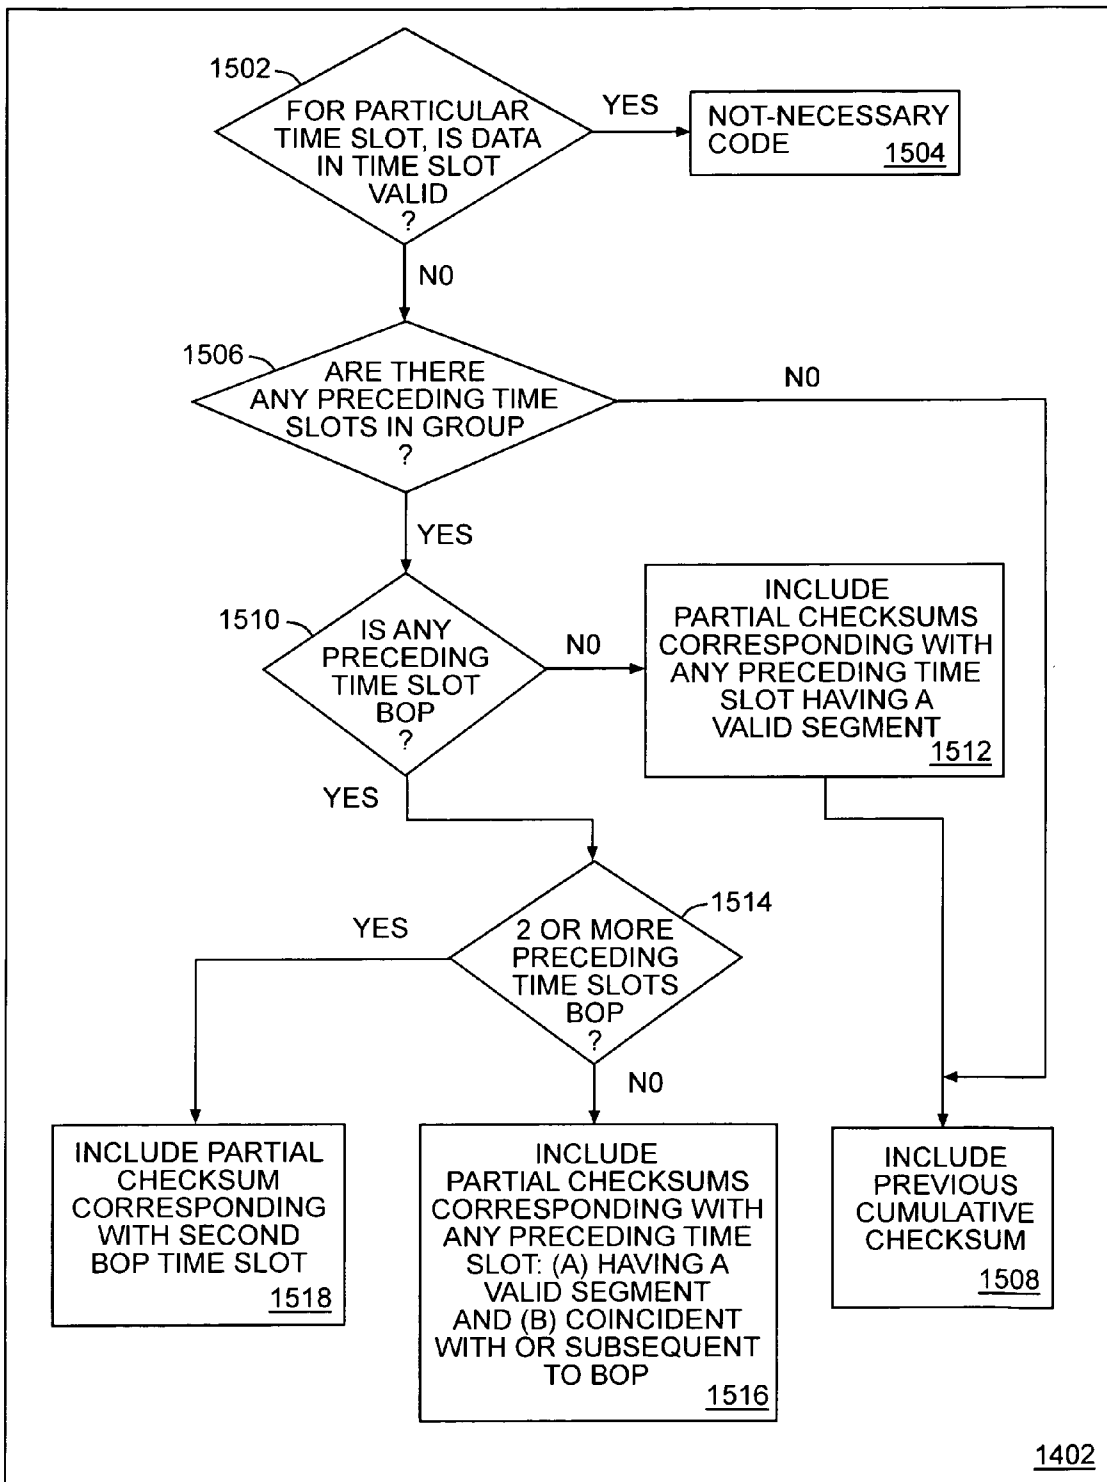 1502
FOR PARTICULAR
TIME SLOT, IS DATA
IN TIME SLOT
VALID
?
YES
NOT-NECESSARY
CODE
1504
N0
1506
ARE THERE
ANY PRECEDING TIME
SLOTS IN GROUP
?
N0
YES
1510
IS ANY
PRECEDING
TIME SLOT
BOP
?
N0
INCLUDE
PARTIAL CHECKSUMS
CORRESPONDING WITH
ANY PRECEDING TIME
SLOT HAVING A
VALID SEGMENT
1512
YES
1514
2 OR MORE
PRECEDING
TIME SLOTS
BOP
?
YES
N0
INCLUDE PARTIAL
CHECKSUM
CORRESPONDING
WITH SECOND
BOP TIME SLOT
1518
INCLUDE
PARTIAL CHECKSUMS
CORRESPONDING WITH
ANY PRECEDING TIME
SLOT: (A) HAVING A
VALID SEGMENT
AND (B) COINCIDENT
WITH OR SUBSEQUENT
TO BOP
1516
INCLUDE
PREVIOUS
CUMULATIVE
CHECKSUM
1508
1402